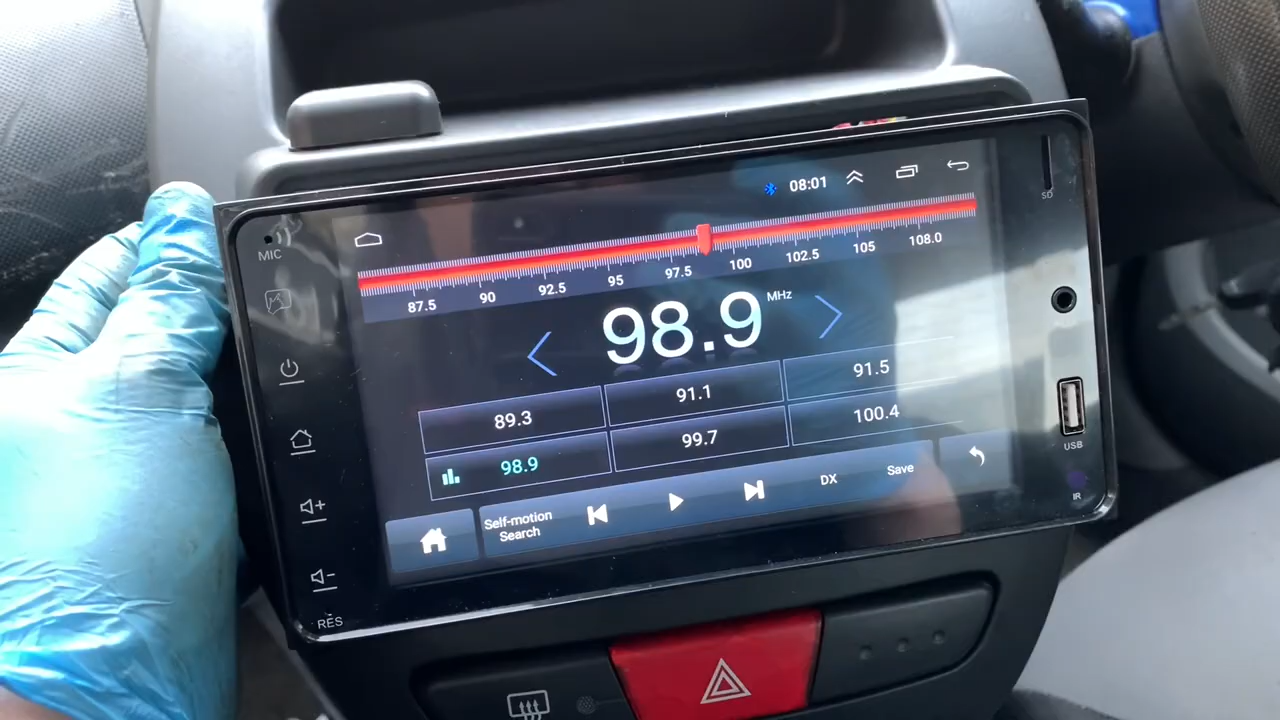 08:01
SD
MIC
87.5 90 92.5 95 97.5 100 102.5 105 108.0
98.9 MHz
89.3 91.1 91.5
98.9 99.7 100.4
Self-motion
Search
DX
Save
USB
IR
RES